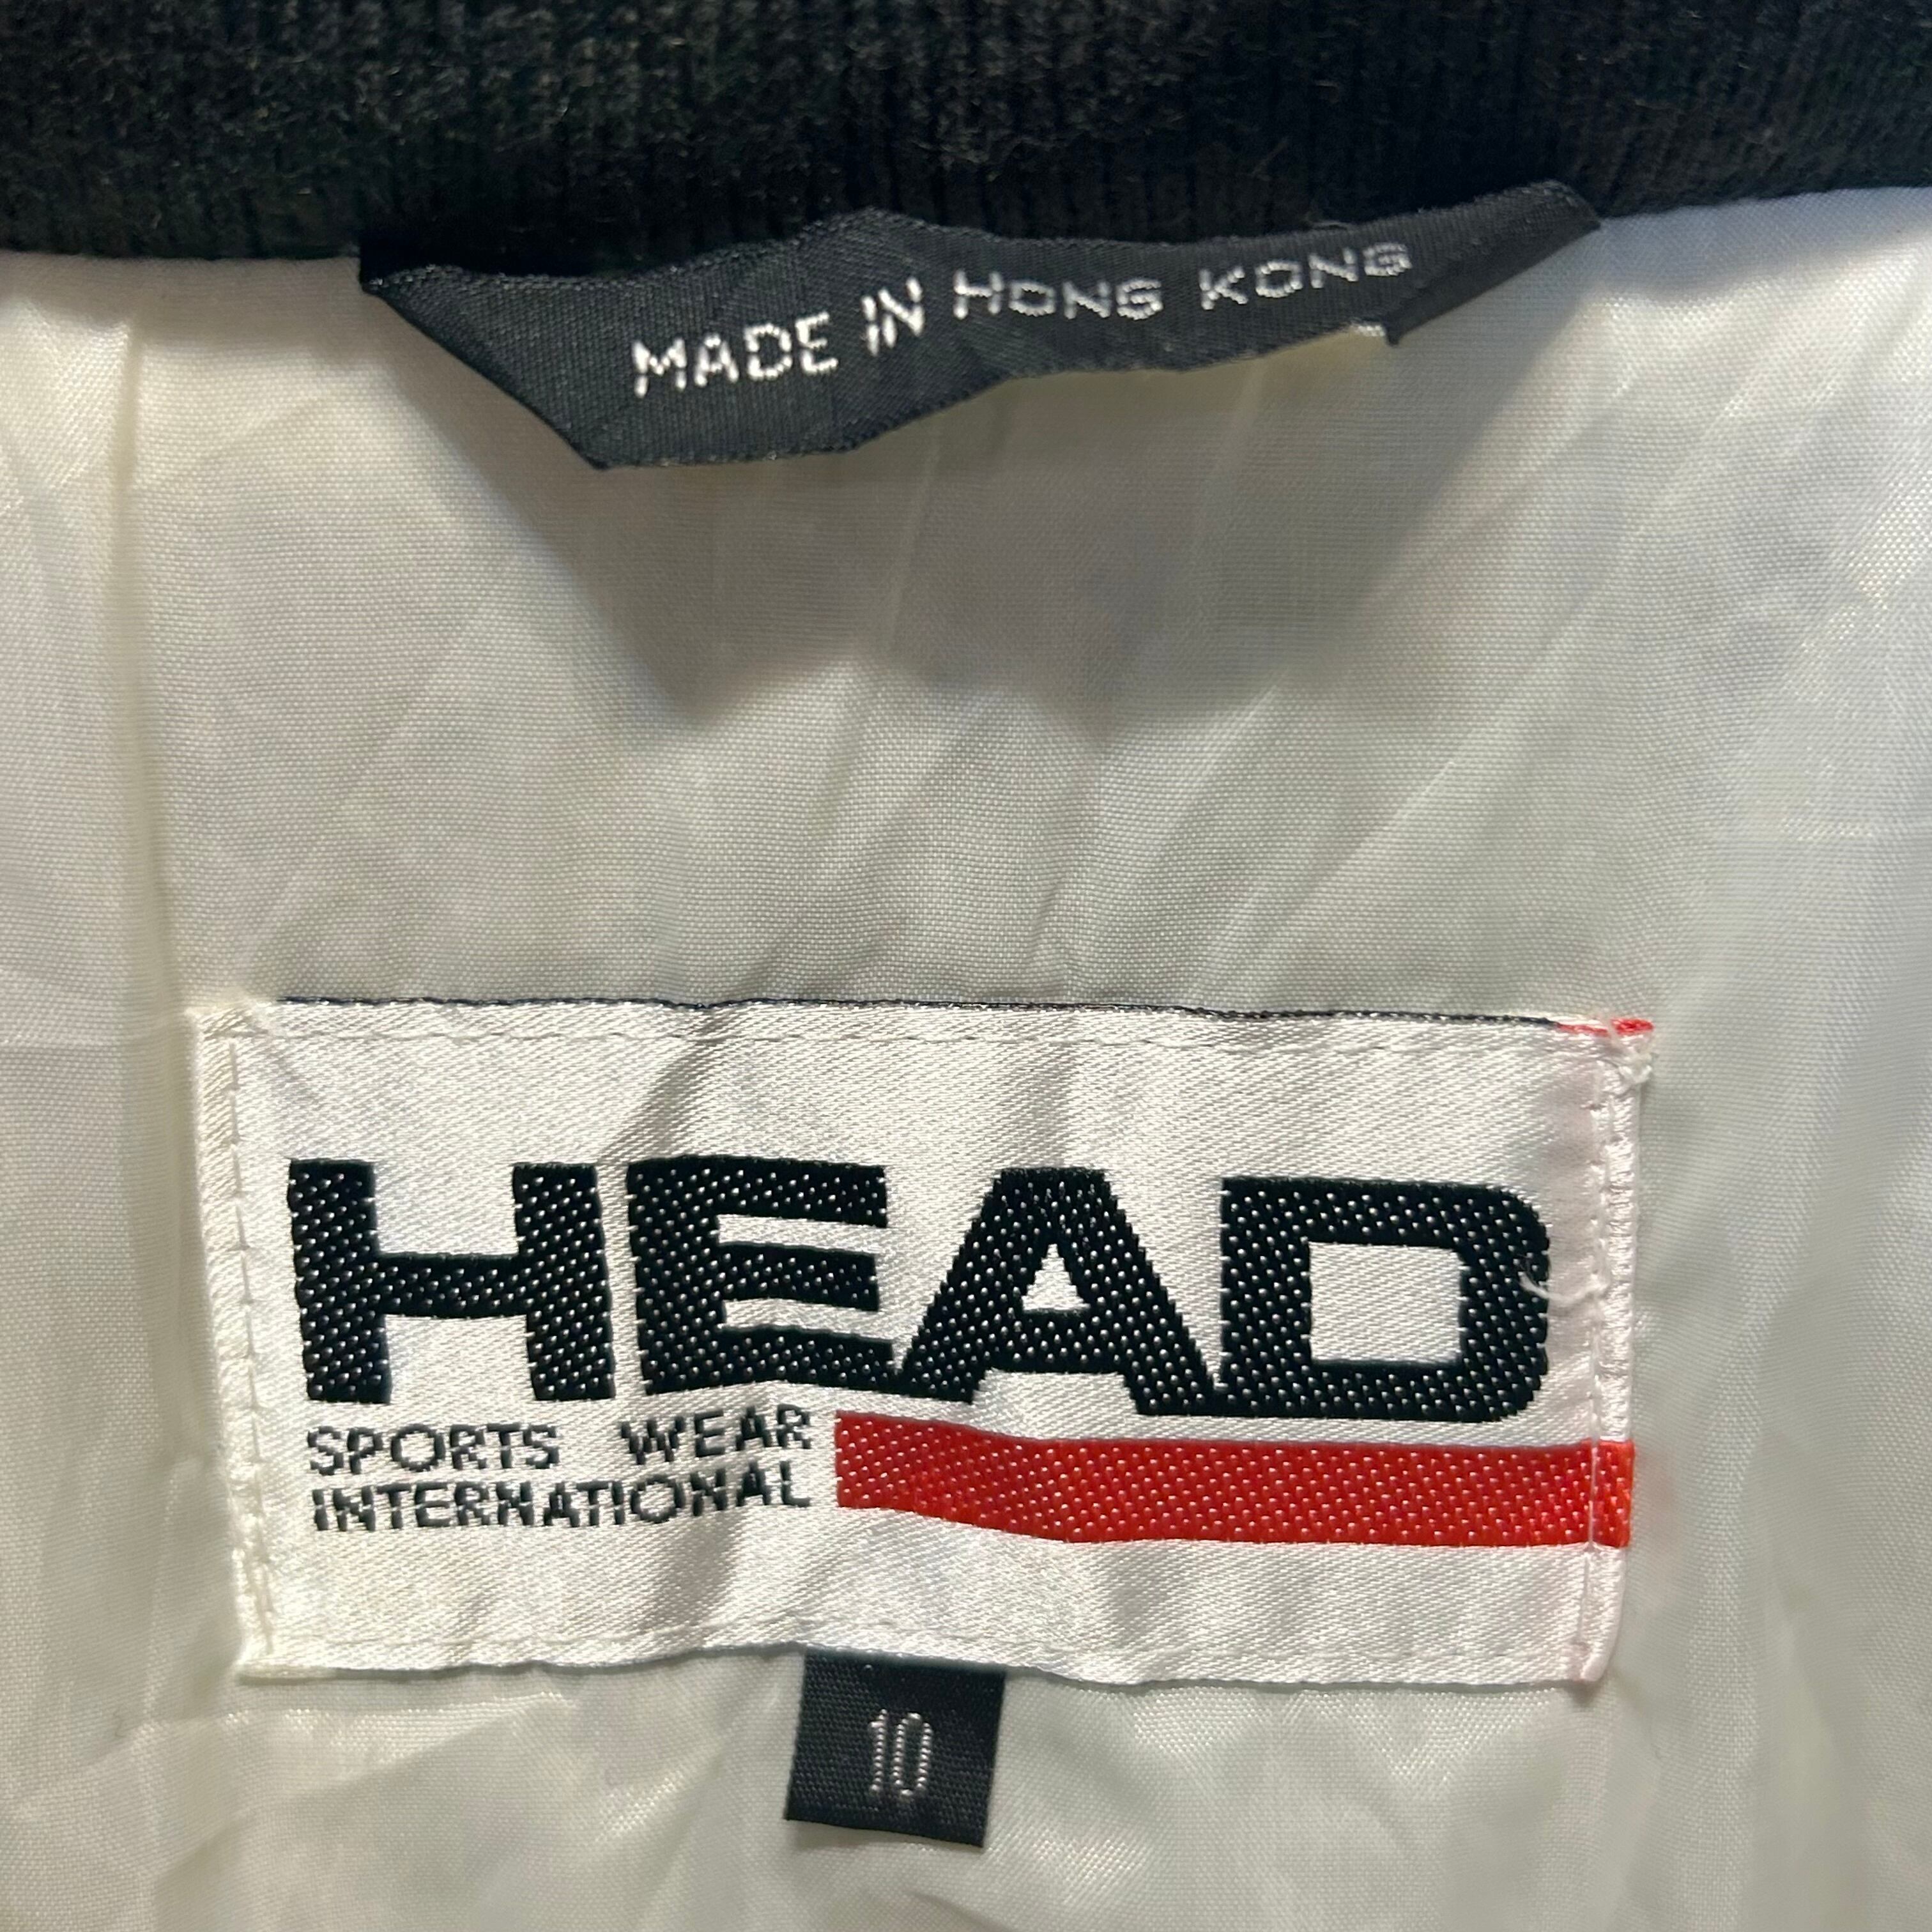 MADE IN HONG KONG
HEAD
SPORTS WEAR
INTERNATIONAL
10